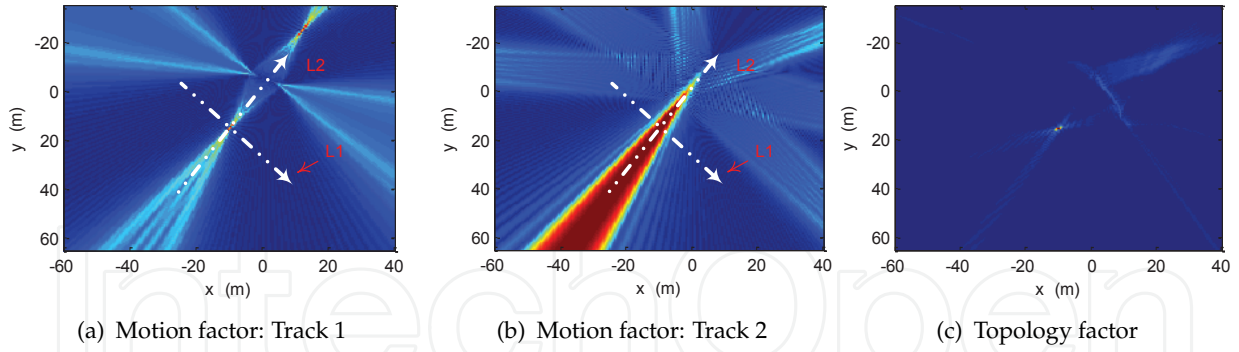 -20
0
20
40
60
y (m)
-60 -40 -20 0 20 40
x (m)
L2
L1
(a) Motion factor: Track 1
-20
0
20
40
60
y (m)
-60 -40 -20 0 20 40
x (m)
L2
L1
(b) Motion factor: Track 2
-20
0
20
40
60
y (m)
-60 -40 -20 0 20 40
x (m)
(c) Topology factor
IntechOpen